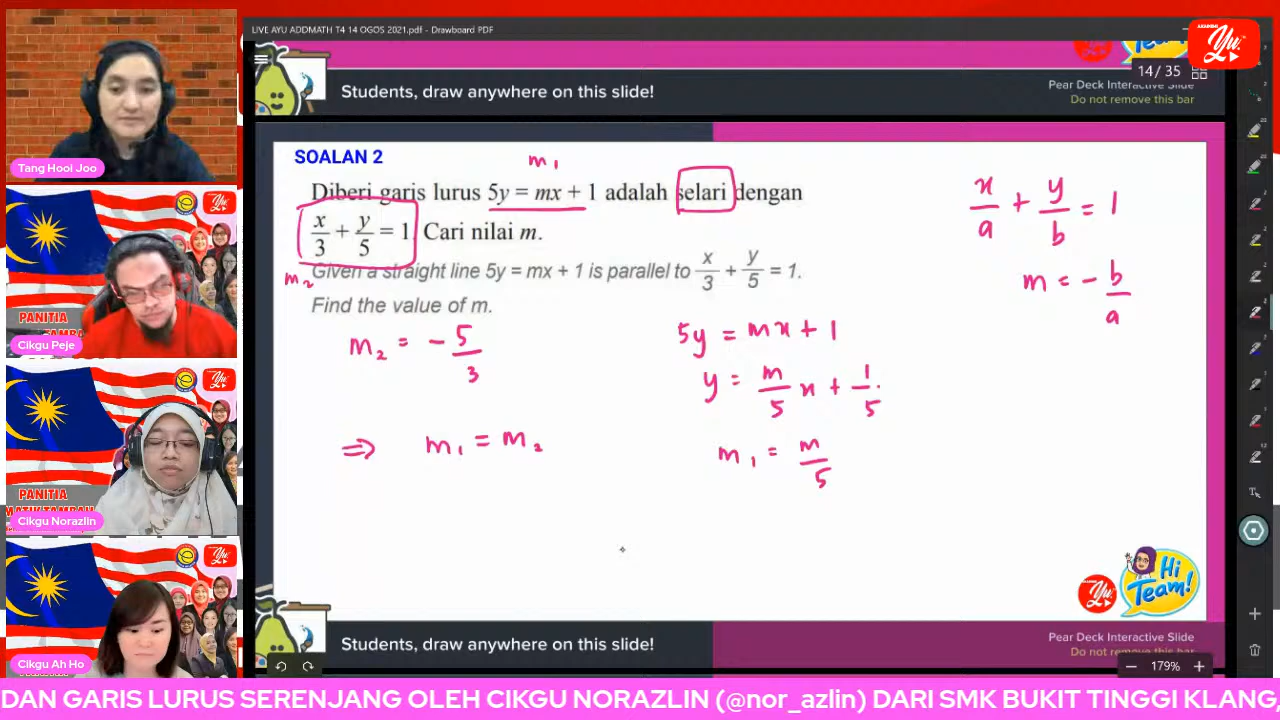 LIVE AYU ADDMATH T4 14 OGOS 2021.pdf - Drawboard PDF
14 / 35
Students, draw anywhere on this slide!
Pear Deck Interactive Slide
Do not remove this bar
SOALAN 2
m₁
Diberi garis lurus 5y = mx + 1 adalah selari dengan
x/3 + y/5 = 1. Cari nilai m.
m₂
Given a straight line 5y = mx + 1 is parallel to x/3 + y/5 = 1.
Find the value of m.
m₂ = - 5/3
⇒ m₁ = m₂
5y = mx + 1
y = m/5 x + 1/5
m₁ = m/5
x/a + y/b = 1
m = - b/a
Hi
Team!
Students, draw anywhere on this slide!
Pear Deck Interactive Slide
Do not remove this bar
179%
Tang Hooi Joo
PANITIA
Cikgu Peje
PANITIA
Cikgu Norazlin
Cikgu Ah Ho
DAN GARIS LURUS SERENJANG OLEH CIKGU NORAZLIN (@nor_azlin) DARI SMK BUKIT TINGGI KLANG,